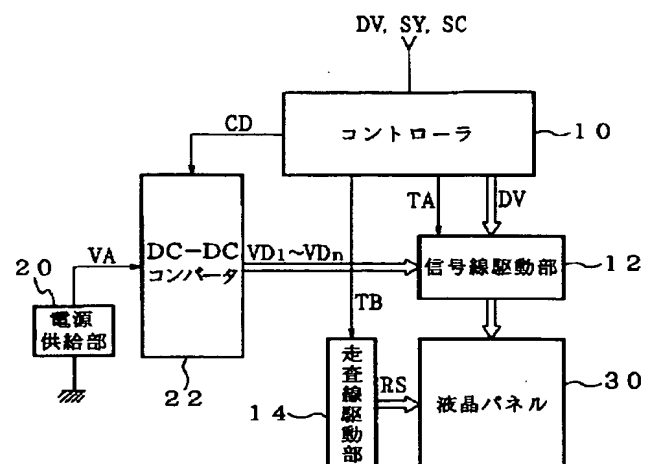 DV, SY, SC
コントローラ
10
CD
TA
DV
VA
DC-DC
コンバータ
VD1~VDn
信号線駆動部
12
20
電源
供給部
TB
22
走査線駆動部
14
RS
液晶パネル
30